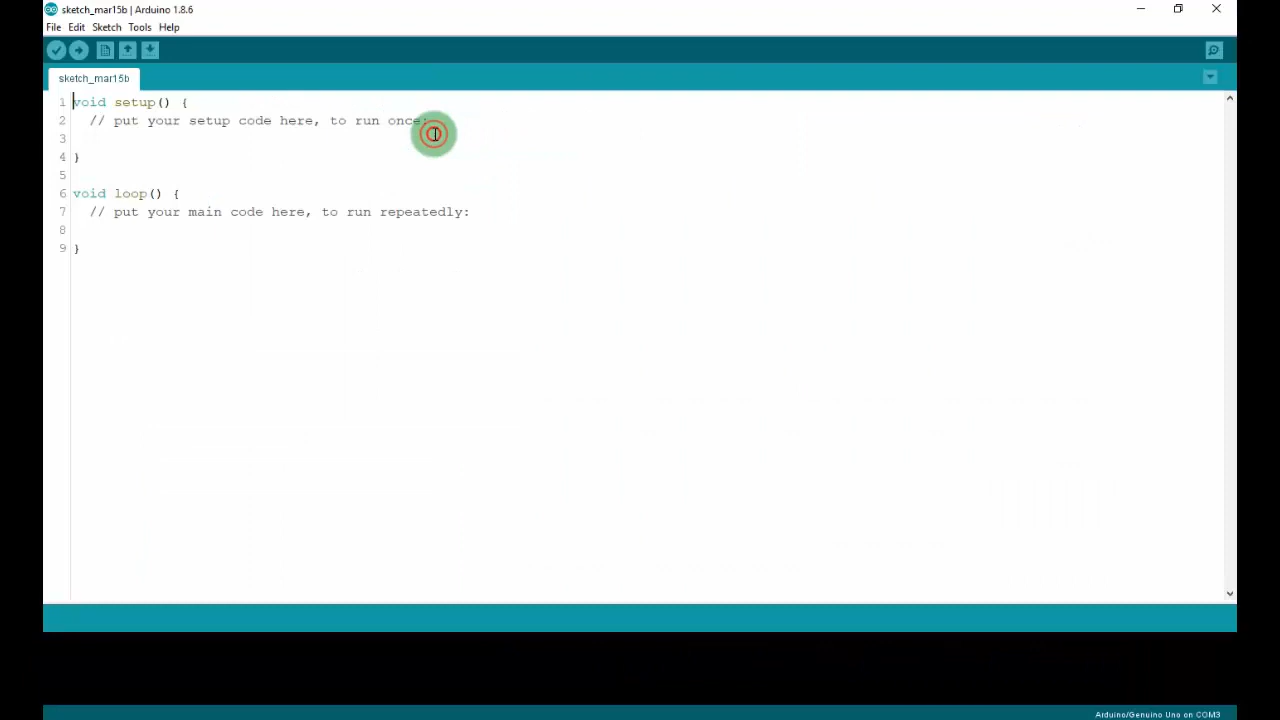 sketch_mar15b | Arduino 1.8.6
File Edit Sketch Tools Help
sketch_mar15b
1 void setup() {
2 // put your setup code here, to run once:
3
4 }
5
6 void loop() {
7 // put your main code here, to run repeatedly:
8
9 }
Arduino/Genuino Uno on COM3